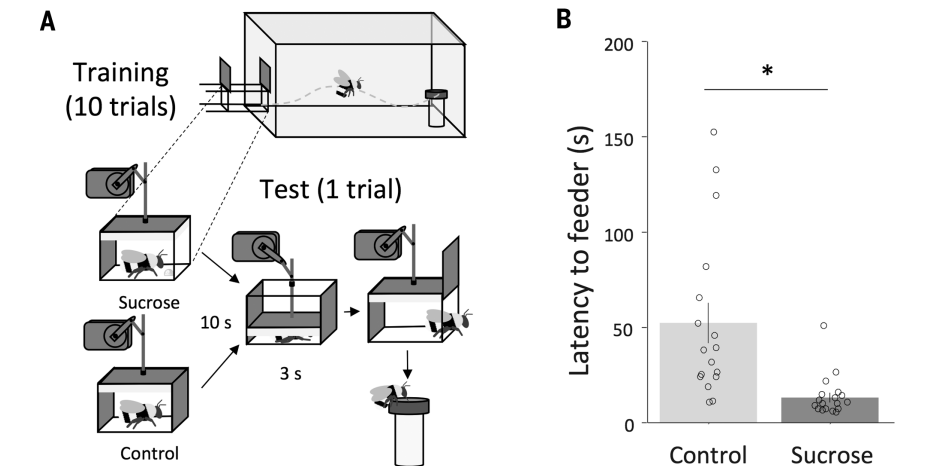 A
Training
(10 trials)
Test (1 trial)
Sucrose
10 s
3 s
Control
B
Latency to feeder (s)
200
150
100
50
0
*
Control
Sucrose